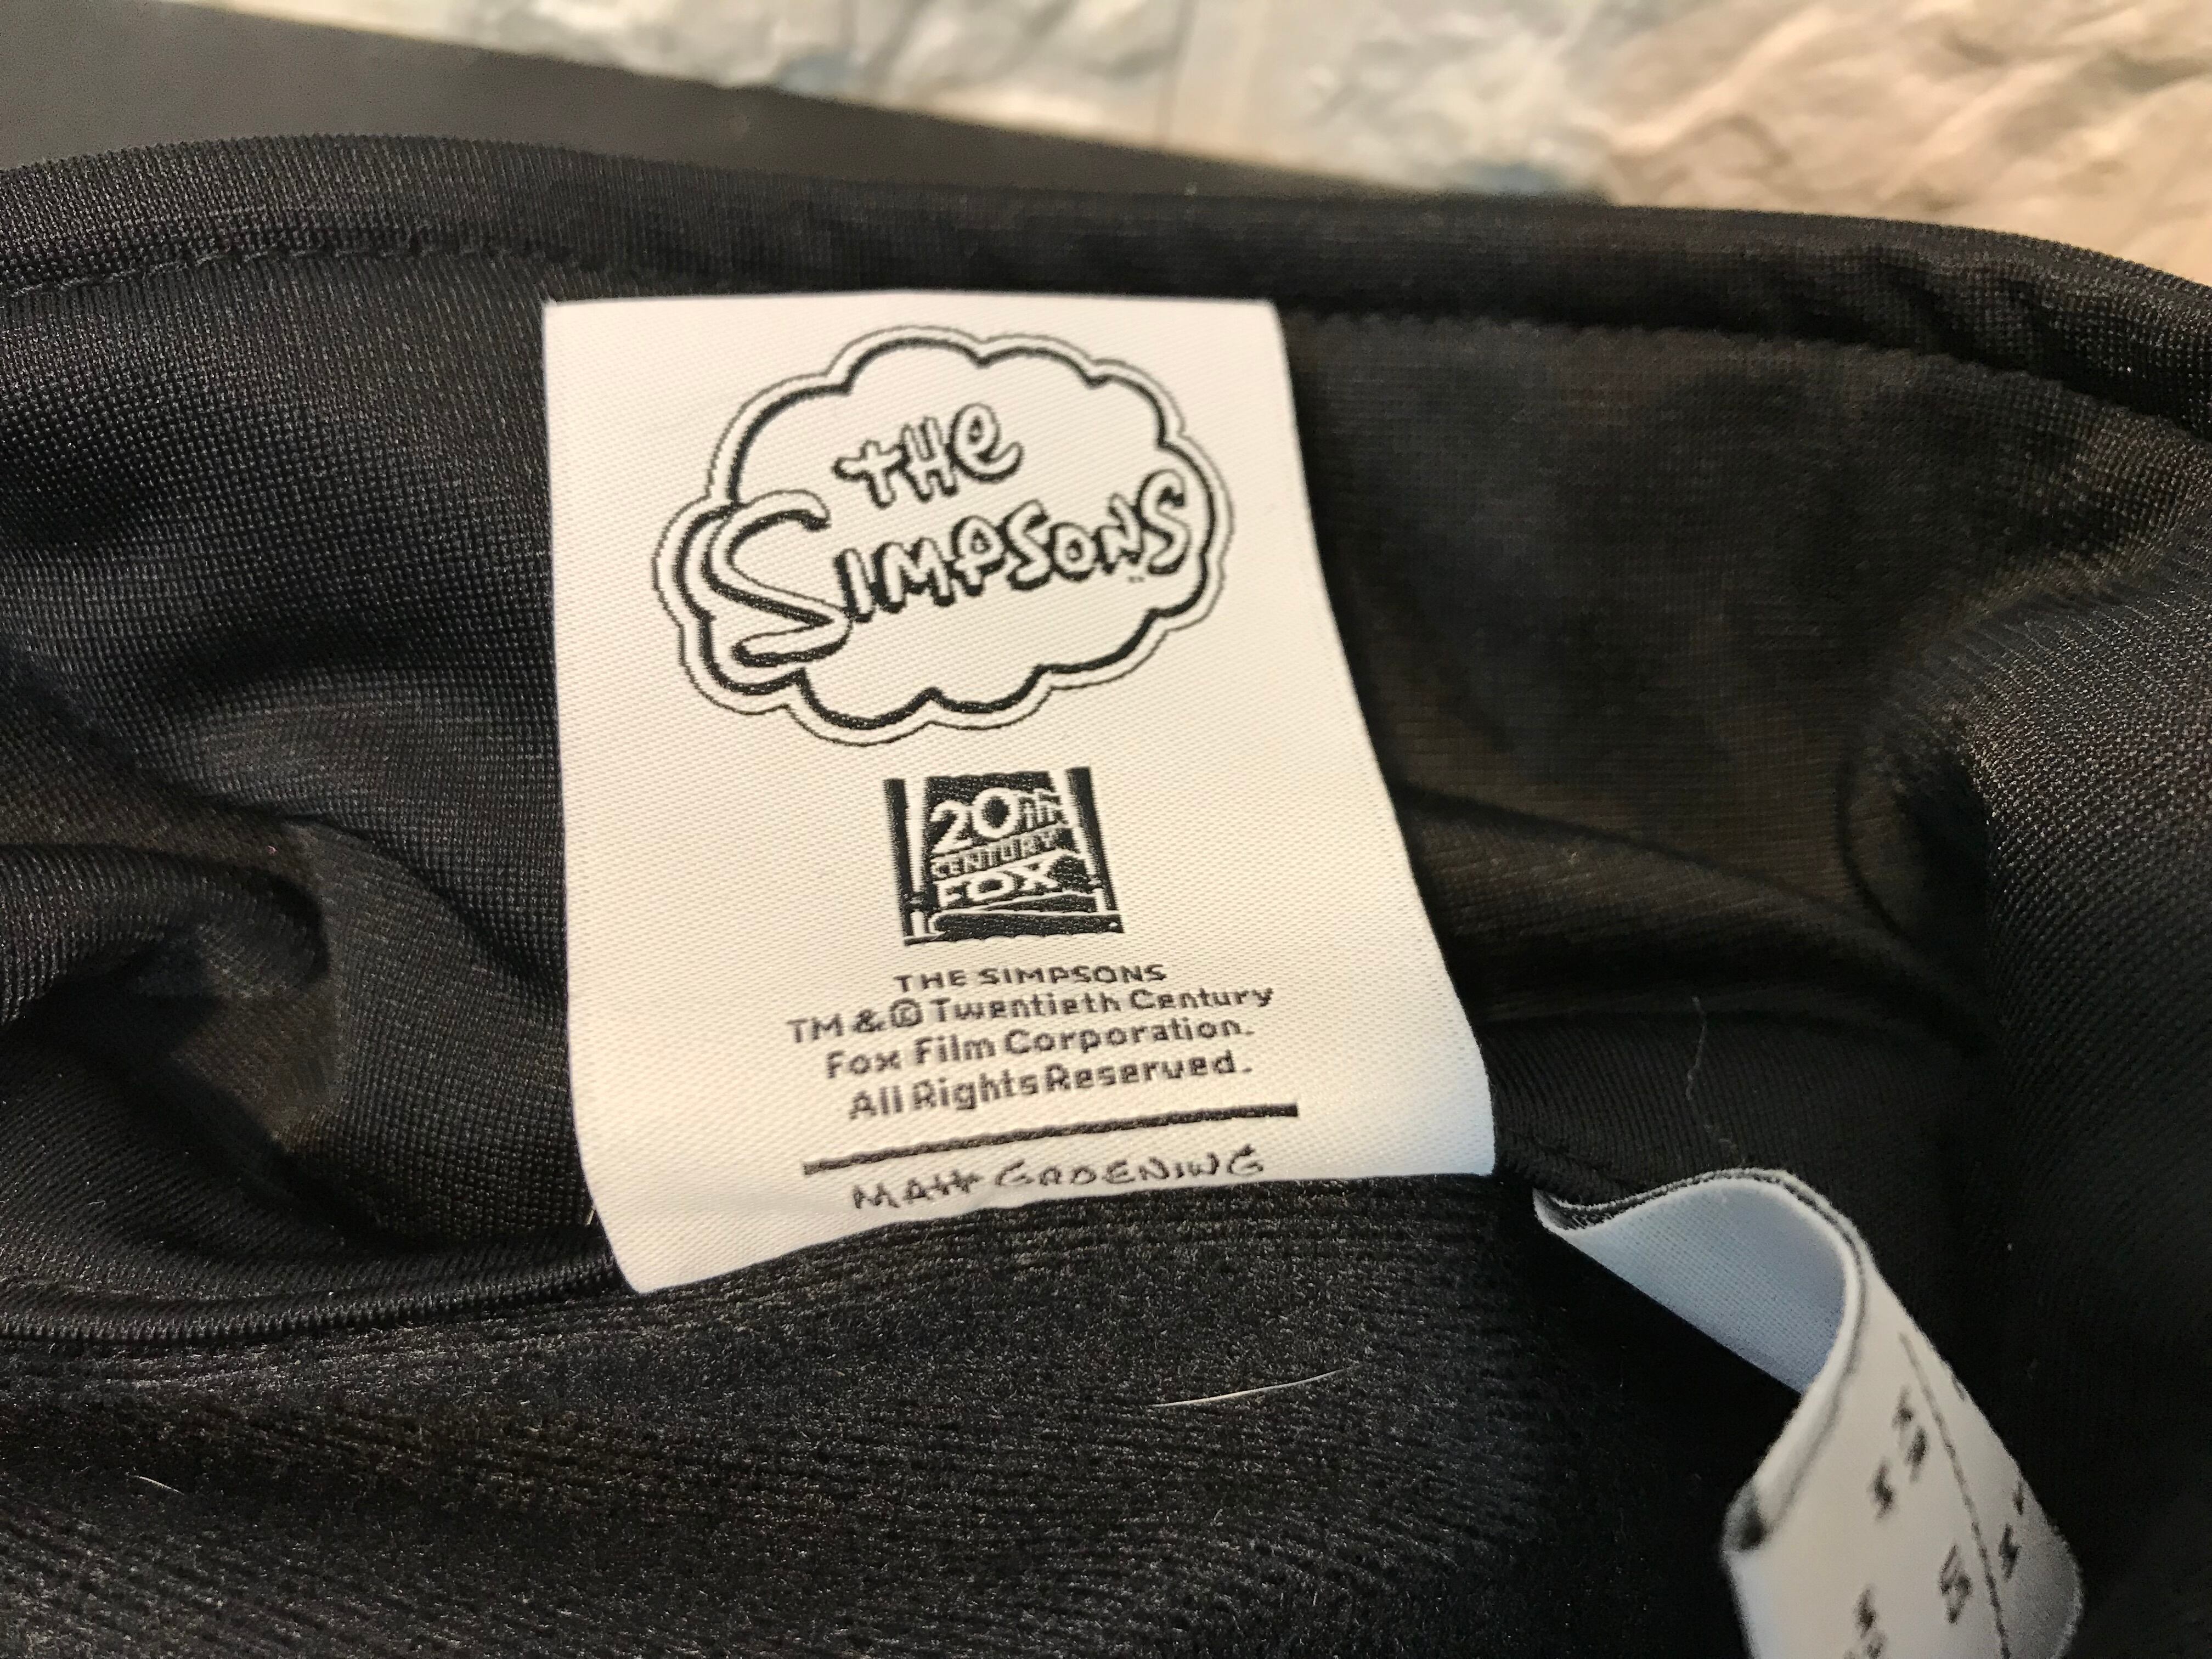 THE
SIMPSONS
20TH
CENTURY
FOX
THE SIMPSONS
TM & © Twentieth Century
Fox Film Corporation.
All Rights Reserved.
MATT GROENING